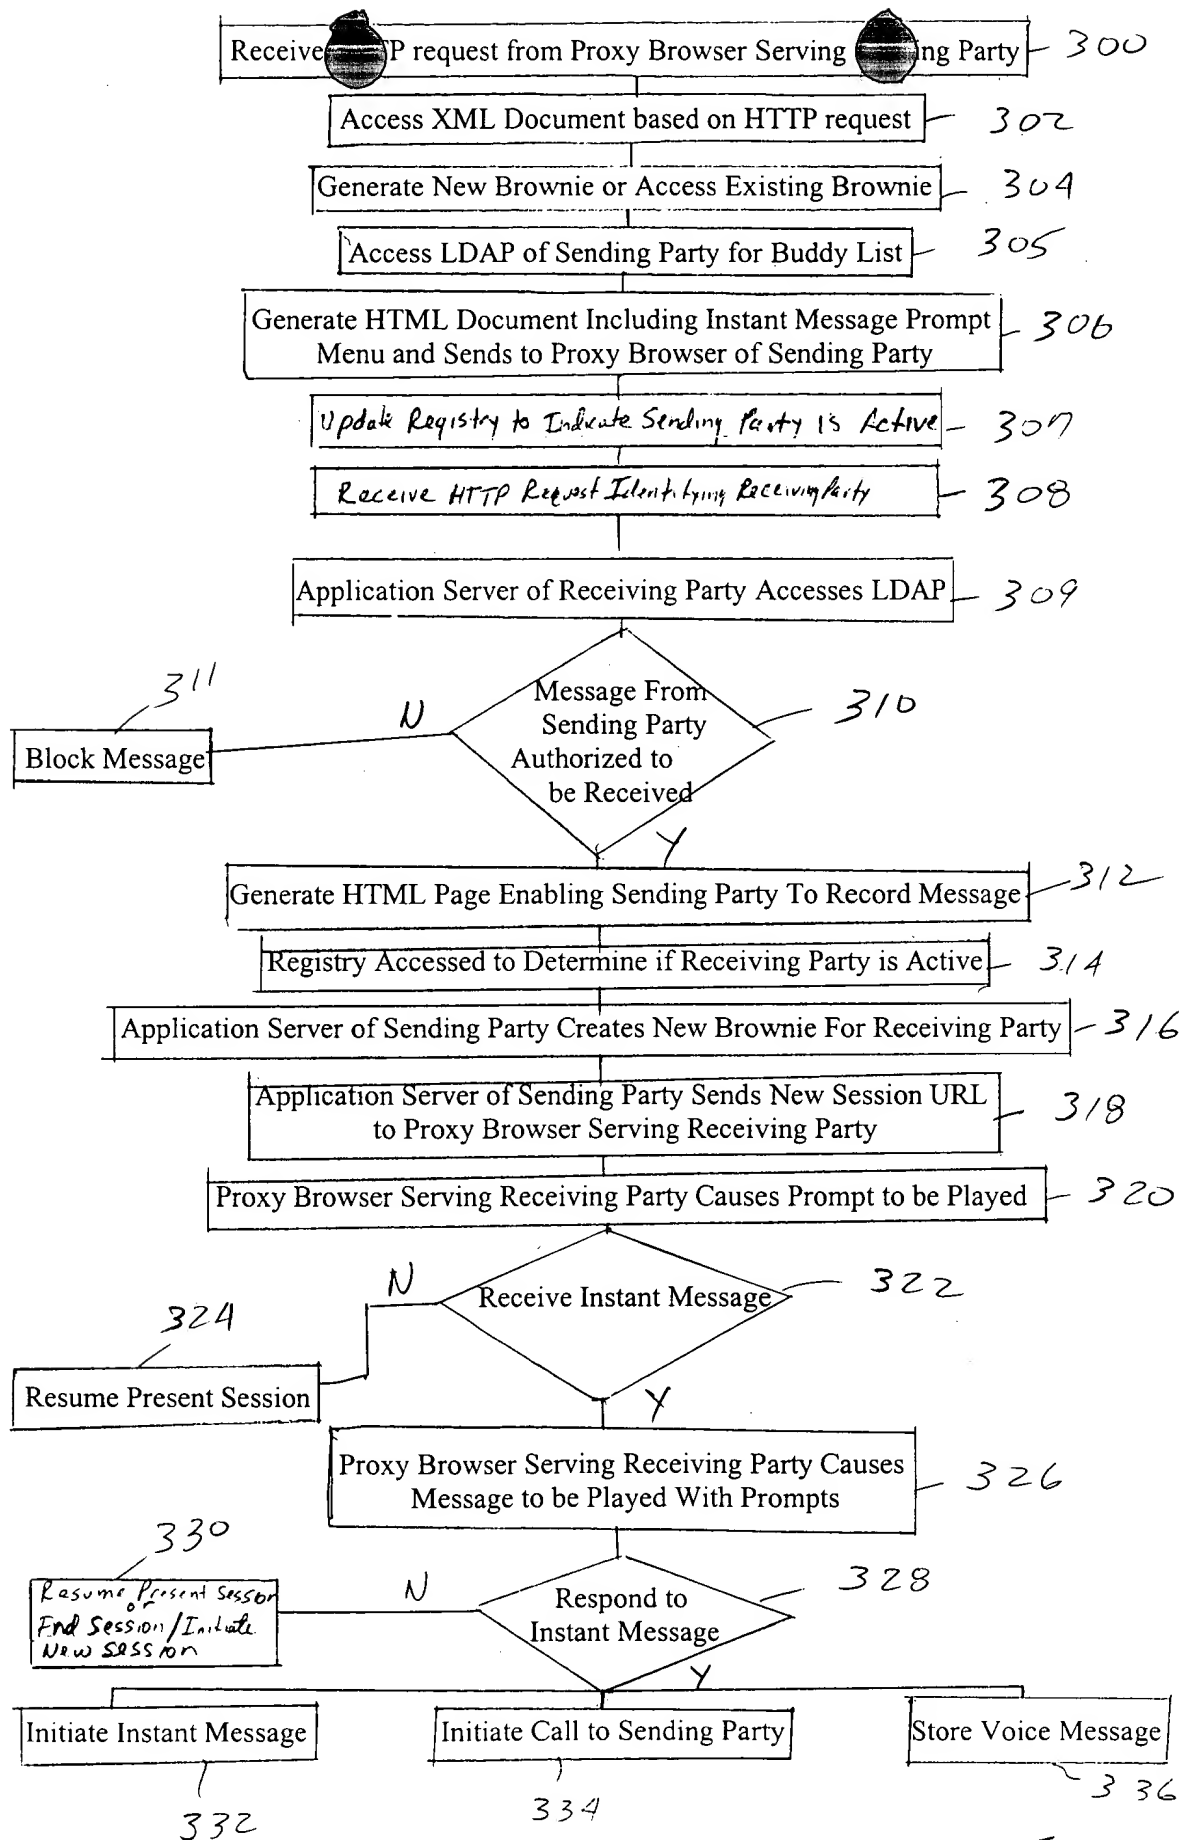 Receive TP request from Proxy Browser Serving ing Party 300
Access XML Document based on HTTP request 302
Generate New Brownie or Access Existing Brownie 304
Access LDAP of Sending Party for Buddy List 305
Generate HTML Document Including Instant Message Prompt 306
Menu and Sends to Proxy Browser of Sending Party
Update Registry to Indicate Sending Party is Active 307
Receive HTTP Request Identifying Receiving Party 308
Application Server of Receiving Party Accesses LDAP 309
311
N
Message From
Sending Party
Authorized to
be Received
310
Block Message
Y
Generate HTML Page Enabling Sending Party To Record Message 312
Registry Accessed to Determine if Receiving Party is Active 314
Application Server of Sending Party Creates New Brownie For Receiving Party 316
Application Server of Sending Party Sends New Session URL 318
to Proxy Browser Serving Receiving Party
Proxy Browser Serving Receiving Party Causes Prompt to be Played 320
N
Receive Instant Message 322
324
Resume Present Session
Y
Proxy Browser Serving Receiving Party Causes 326
Message to be Played With Prompts
330
Resume Present Session
or
End Session/Initiate
New Session
N
Respond to
Instant Message
328
Y
Initiate Instant Message
Initiate Call to Sending Party
Store Voice Message
332
334
336